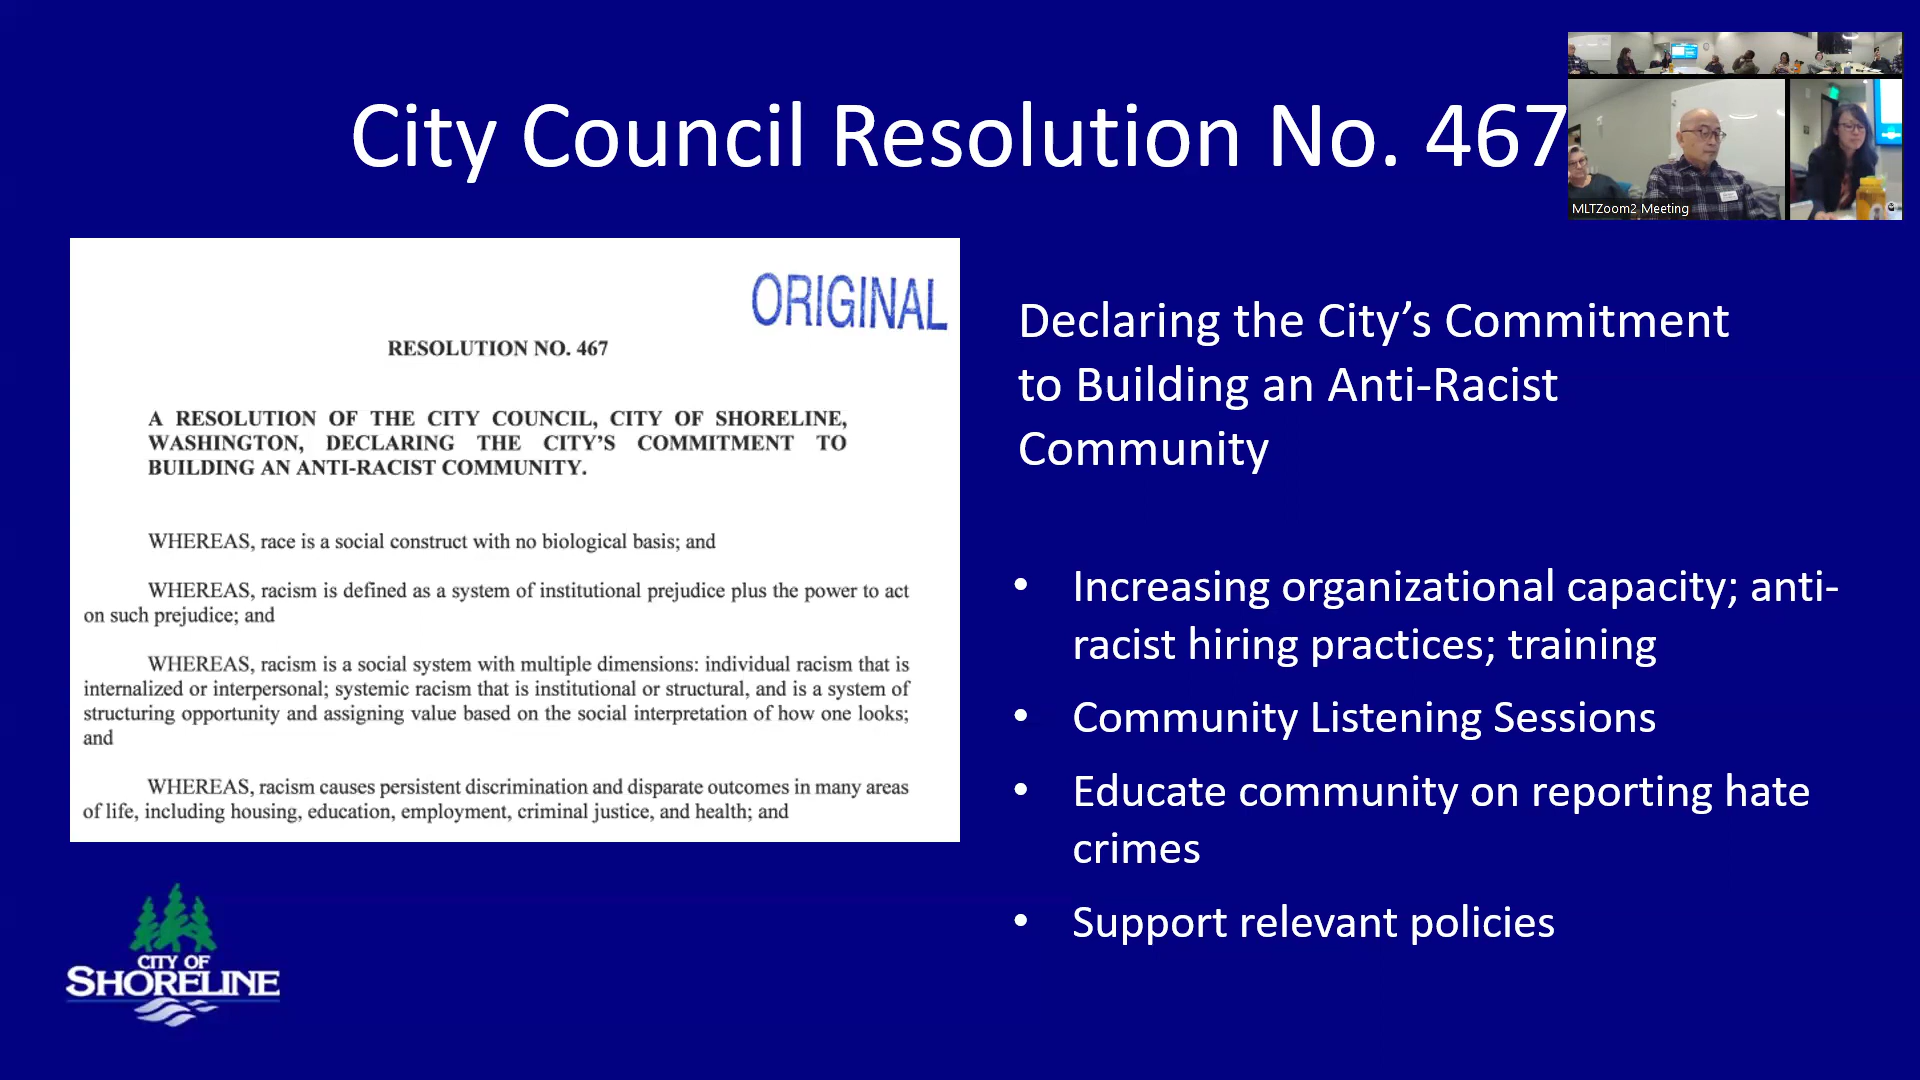 City Council Resolution No. 467
MLTZoom2 Meeting
ORIGINAL
RESOLUTION NO. 467
A RESOLUTION OF THE CITY COUNCIL, CITY OF SHORELINE,
WASHINGTON, DECLARING THE CITY'S COMMITMENT TO
BUILDING AN ANTI-RACIST COMMUNITY.
WHEREAS, race is a social construct with no biological basis; and
WHEREAS, racism is defined as a system of institutional prejudice plus the power to act
on such prejudice; and
WHEREAS, racism is a social system with multiple dimensions: individual racism that is
internalized or interpersonal; systemic racism that is institutional or structural, and is a system of
structuring opportunity and assigning value based on the social interpretation of how one looks;
and
WHEREAS, racism causes persistent discrimination and disparate outcomes in many areas
of life, including housing, education, employment, criminal justice, and health; and
Declaring the City’s Commitment
to Building an Anti-Racist
Community
• Increasing organizational capacity; anti-
racist hiring practices; training
• Community Listening Sessions
• Educate community on reporting hate
crimes
• Support relevant policies
CITY OF
SHORELINE